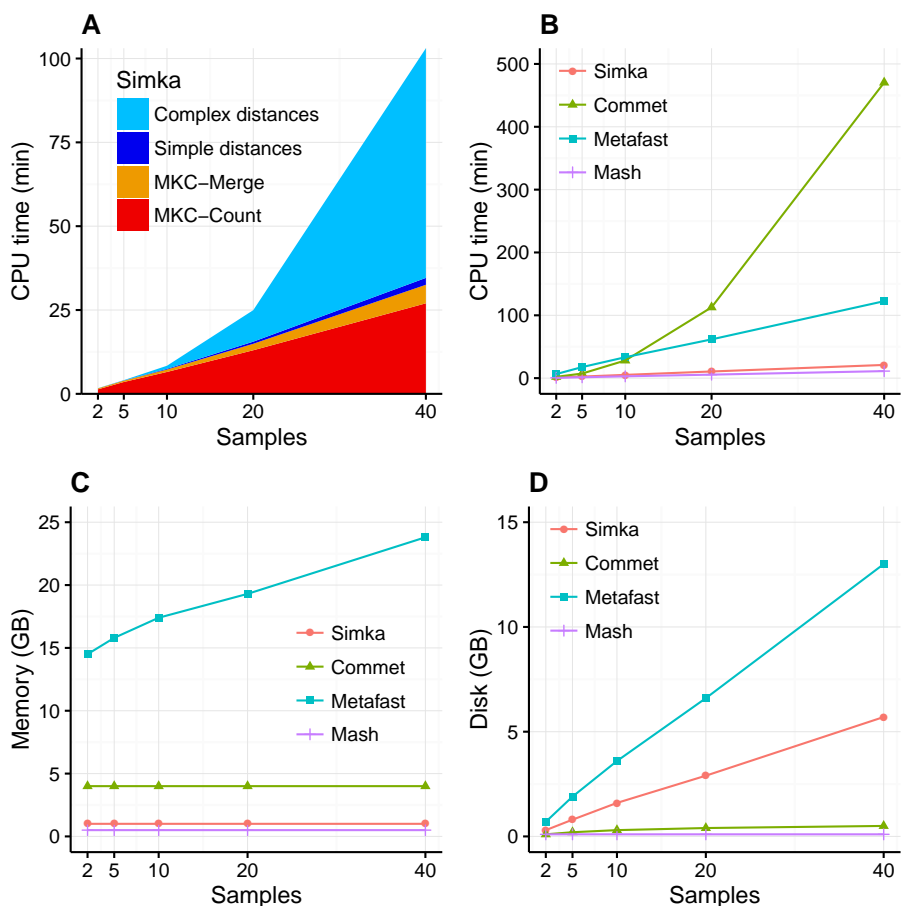 A
CPU time (min)
100
75
50
25
0
Simka
Complex distances
Simple distances
MKC−Merge
MKC−Count
2 5 10 20 40
Samples
B
CPU time (min)
500
400
300
200
100
0
Simka
Commet
Metafast
Mash
2 5 10 20 40
Samples
C
Memory (GB)
25
20
15
10
5
0
Simka
Commet
Metafast
Mash
2 5 10 20 40
Samples
D
Disk (GB)
15
10
5
0
Simka
Commet
Metafast
Mash
2 5 10 20 40
Samples